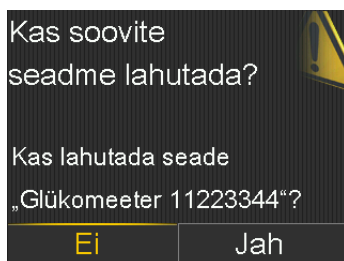 Kas soovite
seadme lahutada?
Kas lahutada seade
„Glükomeeter 11223344“?
Ei
Jah